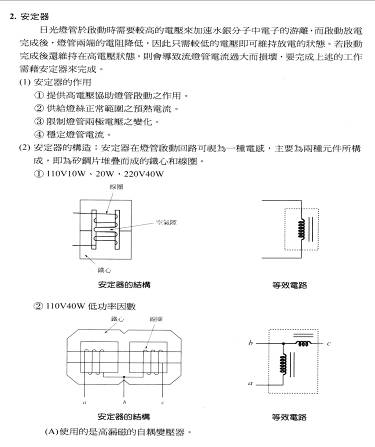 2. 安定器
日光燈管於啟動時需要較高的電壓來加速水銀分子中電子的游離，而啟動放電
完成後，燈管兩端的電阻降低，因此只需較低的電壓即可維持放電的狀態。若啟動
完成後還維持在高電壓狀態，則會導致流燈管電流過大而損壞，要完成上述的工作
需藉安定器來完成。
(1) 安定器的作用
① 提供高電壓協助燈管啟動之作用。
② 供給燈絲正常範圍之預熱電流。
③ 限制燈管兩極電壓之變化。
④ 穩定燈管電流。
(2) 安定器的構造：安定器在燈管啟動回路可視為一種電感，主要為兩種元件所構
成，即為矽鋼片堆疊而成的鐵心和線圈。
① 110V10W、20W，220V40W
線圈
空氣隙
鐵心
安定器的結構
等效電路
② 110V40W 低功率因數
鐵心
線圈
b
c
a
a
b
c
安定器的結構
等效電路
(A)使用的是高漏磁的自耦變壓器。